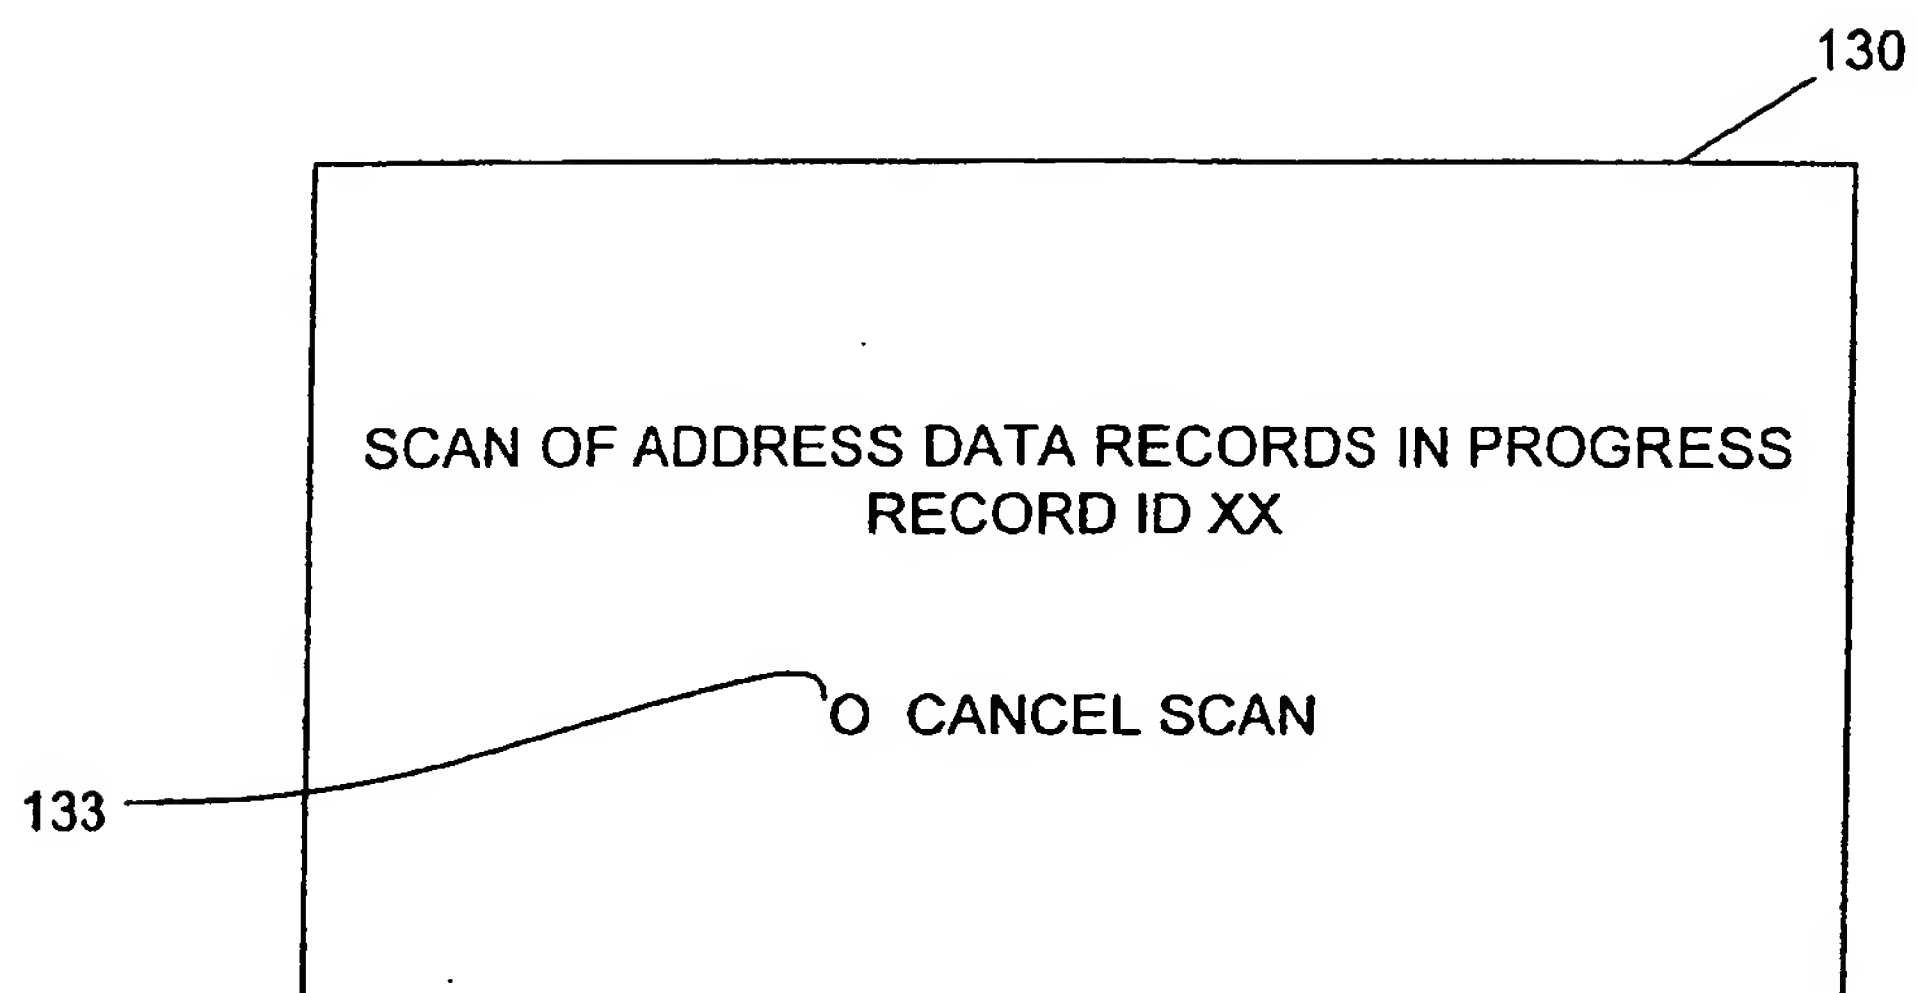 130
SCAN OF ADDRESS DATA RECORDS IN PROGRESS
RECORD ID XX
O CANCEL SCAN
133